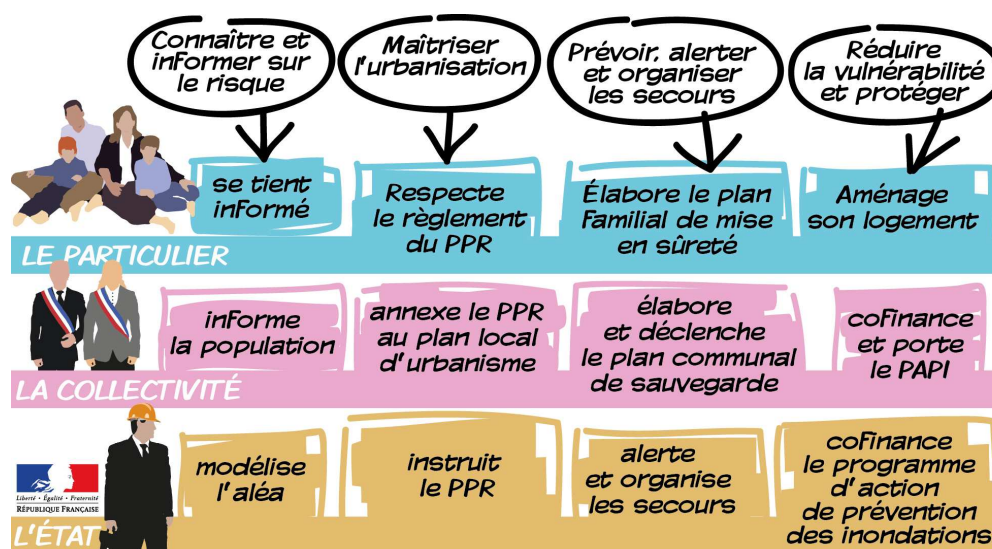 Connaître et
informer sur
le risque
Maîtriser
l'urbanisation
Prévoir, alerter
et organiser
les secours
Réduire
la vulnérabilité
et protéger
se tient
informé
Respecte
le règlement
du PPR
Élabore le plan
Familial de mise
en sûreté
Aménage
son logement
LE PARTICULIER
informe
la population
annexe le PPR
au plan local
d'urbanisme
élabore
et déclenche
le plan communal
de sauvegarde
coFinance
et porte
le PAPI
LA COLLECTIVITÉ
modélise
l'aléa
instruit
le PPR
alerte
et organise
les secours
coFinance
le programme
d'action
de prévention
des inondations
Liberté • Égalité • Fraternité
RÉPUBLIQUE FRANÇAISE
L'ÉTAT